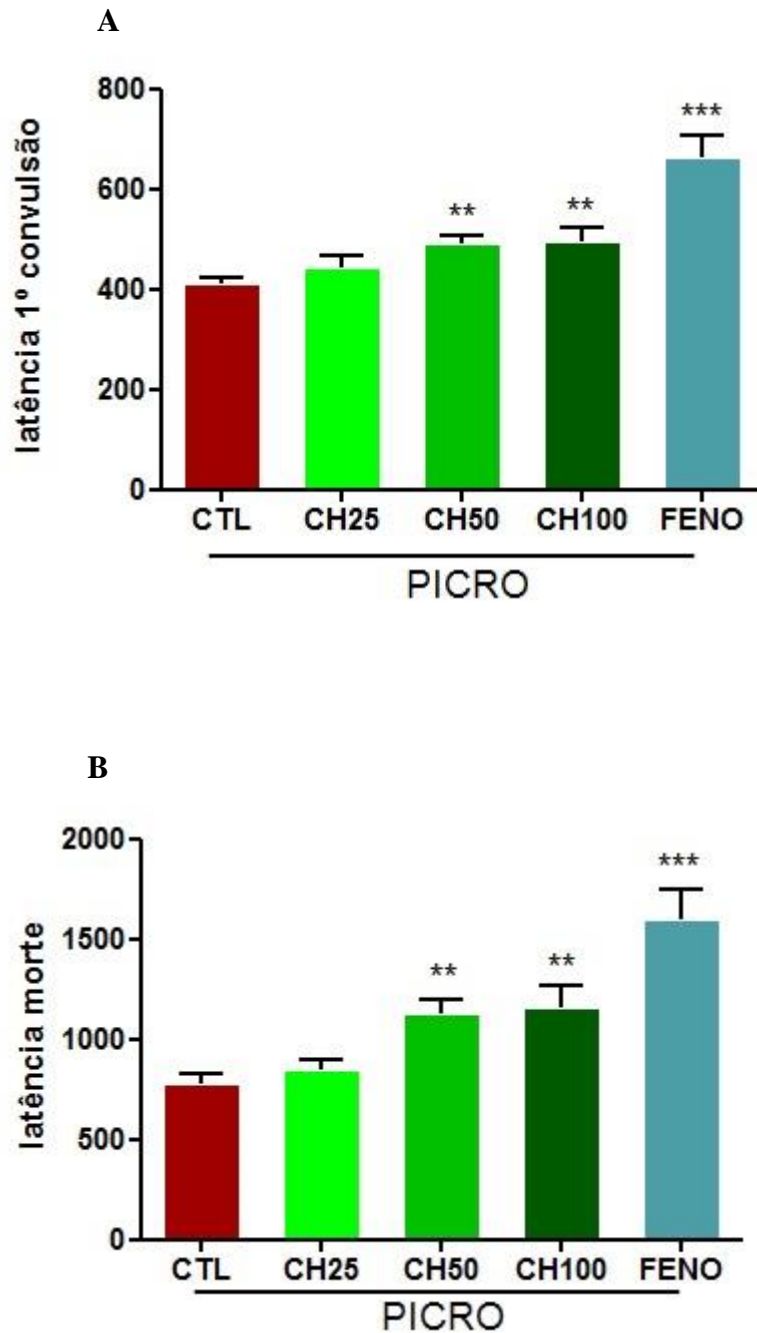 A
latência 1º convulsão
800
600
400
200
0
** ** ***
CTL CH25 CH50 CH100 FENO
PICRO
B
latência morte
2000
1500
1000
500
0
** ** ***
CTL CH25 CH50 CH100 FENO
PICRO